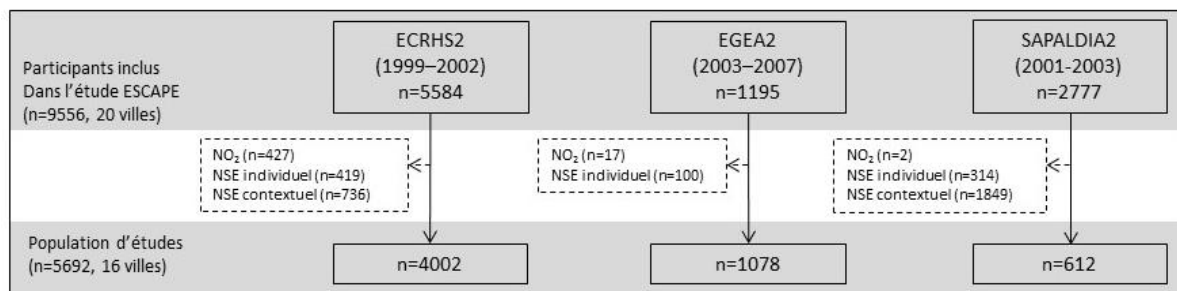 ECRHS2
(1999–2002)
n=5584
EGEA2
(2003–2007)
n=1195
SAPALDIA2
(2001-2003)
n=2777
Participants inclus
Dans l’étude ESCAPE
(n=9556, 20 villes)
NO₂ (n=427)
NSE individuel (n=419)
NSE contextuel (n=736)
NO₂ (n=17)
NSE individuel (n=100)
NO₂ (n=2)
NSE individuel (n=314)
NSE contextuel (n=1849)
Population d’études
(n=5692, 16 villes)
n=4002
n=1078
n=612